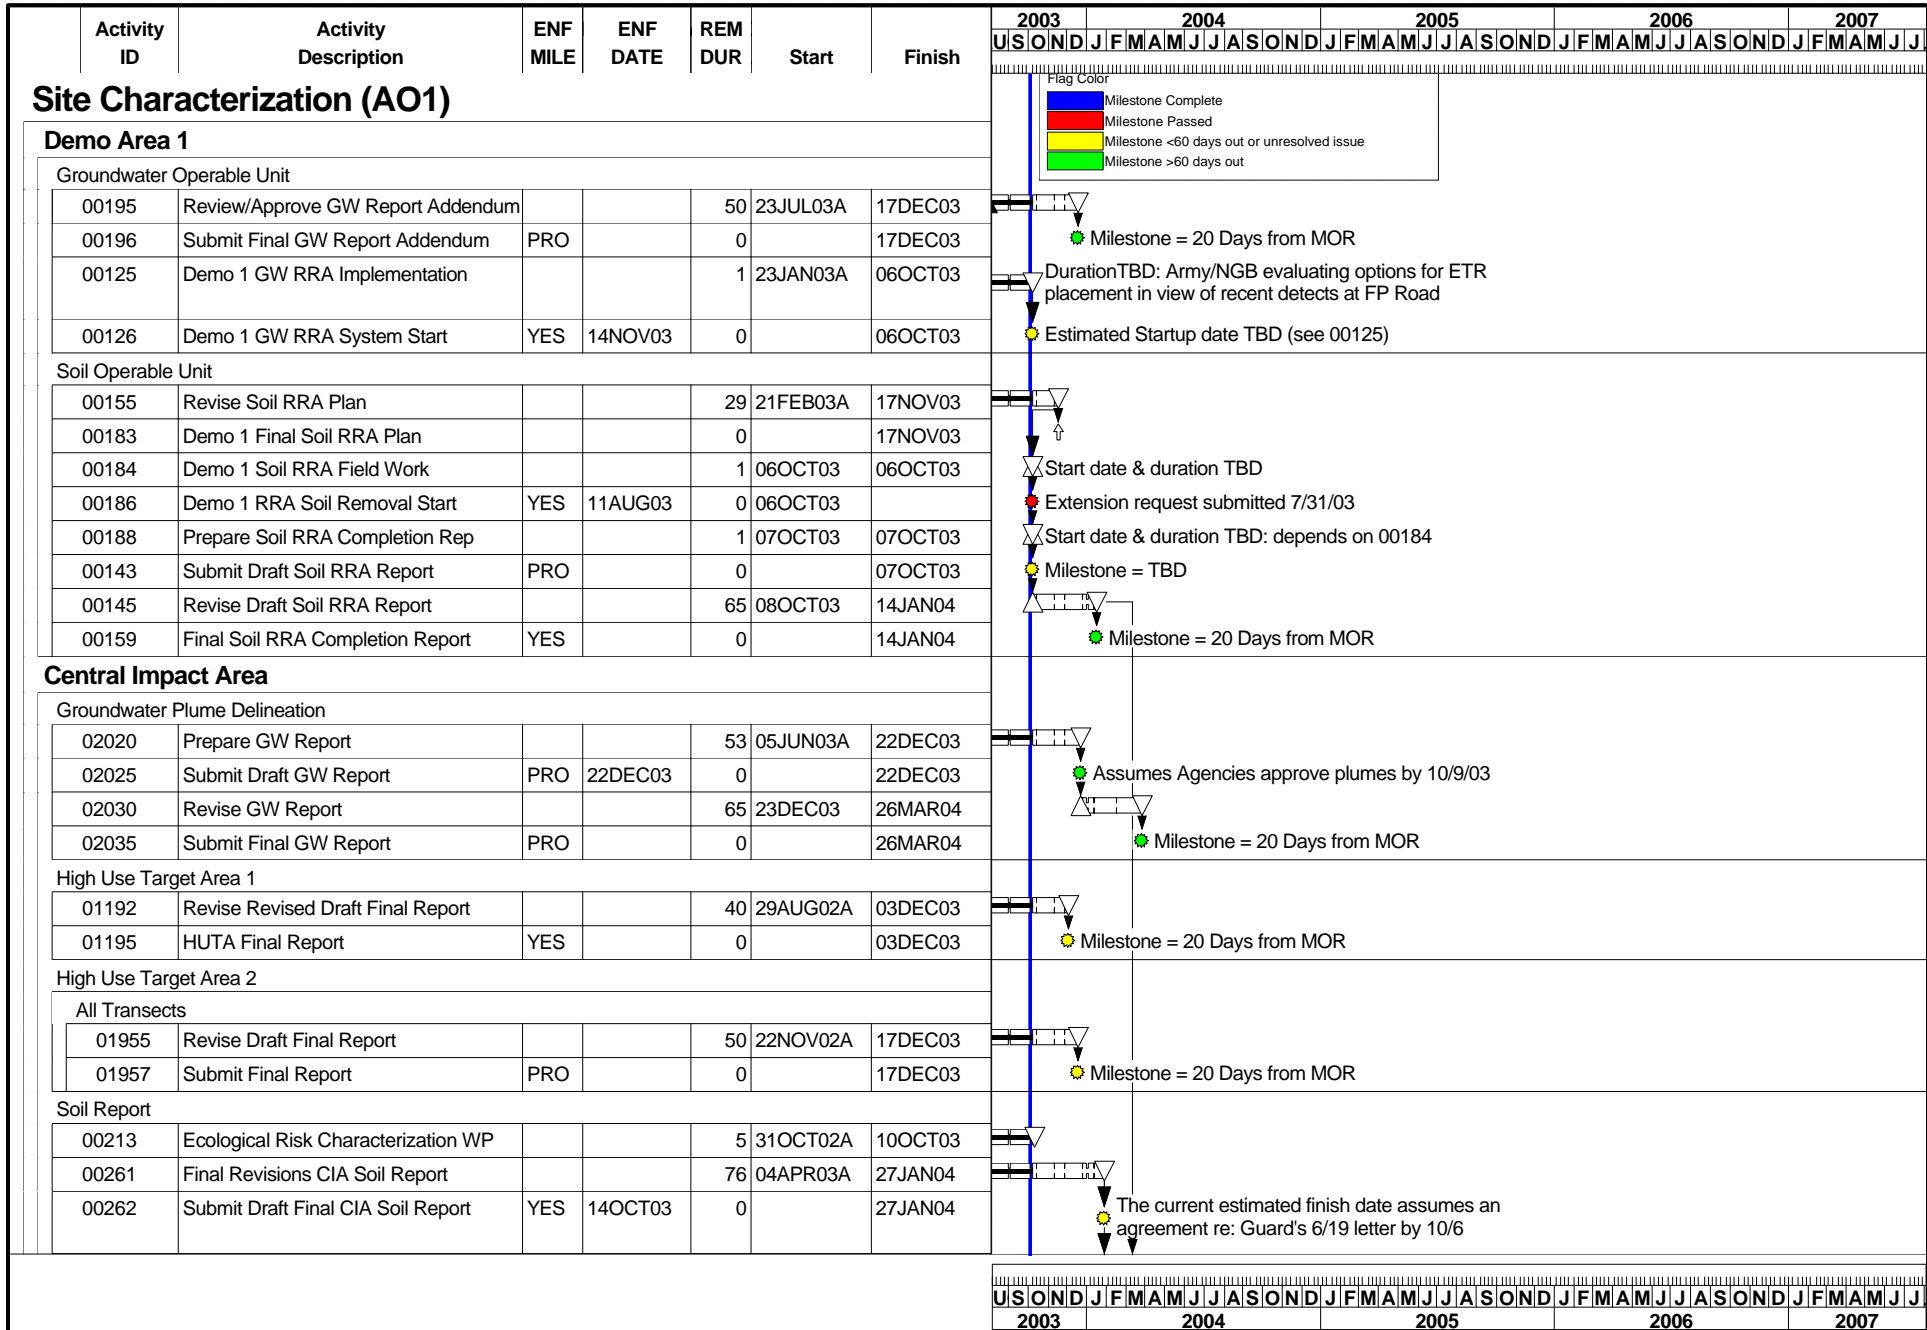 Activity ID Activity Description ENF MILE ENF DATE REM DUR Start Finish
2003 2004 2005 2006 2007
U S O N D J F M A M J J A S O N D J F M A M J J A S O N D J F M A M J J A S O N D J F M A M J J
Flag Color
Milestone Complete
Milestone Passed
Milestone <60 days out or unresolved issue
Milestone >60 days out
Site Characterization (AO1)
Demo Area 1
Groundwater Operable Unit
00195 Review/Approve GW Report Addendum 50 23JUL03A 17DEC03
00196 Submit Final GW Report Addendum PRO 0 17DEC03 Milestone = 20 Days from MOR
00125 Demo 1 GW RRA Implementation 1 23JAN03A 06OCT03 DurationTBD: Army/NGB evaluating options for ETR
placement in view of recent detects at FP Road
00126 Demo 1 GW RRA System Start YES 14NOV03 0 06OCT03 Estimated Startup date TBD (see 00125)
Soil Operable Unit
00155 Revise Soil RRA Plan 29 21FEB03A 17NOV03
00183 Demo 1 Final Soil RRA Plan 0 17NOV03
00184 Demo 1 Soil RRA Field Work 1 06OCT03 06OCT03 Start date & duration TBD
00186 Demo 1 RRA Soil Removal Start YES 11AUG03 0 06OCT03 Extension request submitted 7/31/03
00188 Prepare Soil RRA Completion Rep 1 07OCT03 07OCT03 Start date & duration TBD: depends on 00184
00143 Submit Draft Soil RRA Report PRO 0 07OCT03 Milestone = TBD
00145 Revise Draft Soil RRA Report 65 08OCT03 14JAN04
00159 Final Soil RRA Completion Report YES 0 14JAN04 Milestone = 20 Days from MOR
Central Impact Area
Groundwater Plume Delineation
02020 Prepare GW Report 53 05JUN03A 22DEC03
02025 Submit Draft GW Report PRO 22DEC03 0 22DEC03 Assumes Agencies approve plumes by 10/9/03
02030 Revise GW Report 65 23DEC03 26MAR04
02035 Submit Final GW Report PRO 0 26MAR04 Milestone = 20 Days from MOR
High Use Target Area 1
01192 Revise Revised Draft Final Report 40 29AUG02A 03DEC03
01195 HUTA Final Report YES 0 03DEC03 Milestone = 20 Days from MOR
High Use Target Area 2
All Transects
01955 Revise Draft Final Report 50 22NOV02A 17DEC03
01957 Submit Final Report PRO 0 17DEC03 Milestone = 20 Days from MOR
Soil Report
00213 Ecological Risk Characterization WP 5 31OCT02A 10OCT03
00261 Final Revisions CIA Soil Report 76 04APR03A 27JAN04
00262 Submit Draft Final CIA Soil Report YES 14OCT03 0 27JAN04 The current estimated finish date assumes an
agreement re: Guard's 6/19 letter by 10/6
U S O N D J F M A M J J A S O N D J F M A M J J A S O N D J F M A M J J A S O N D J F M A M J J
2003 2004 2005 2006 2007